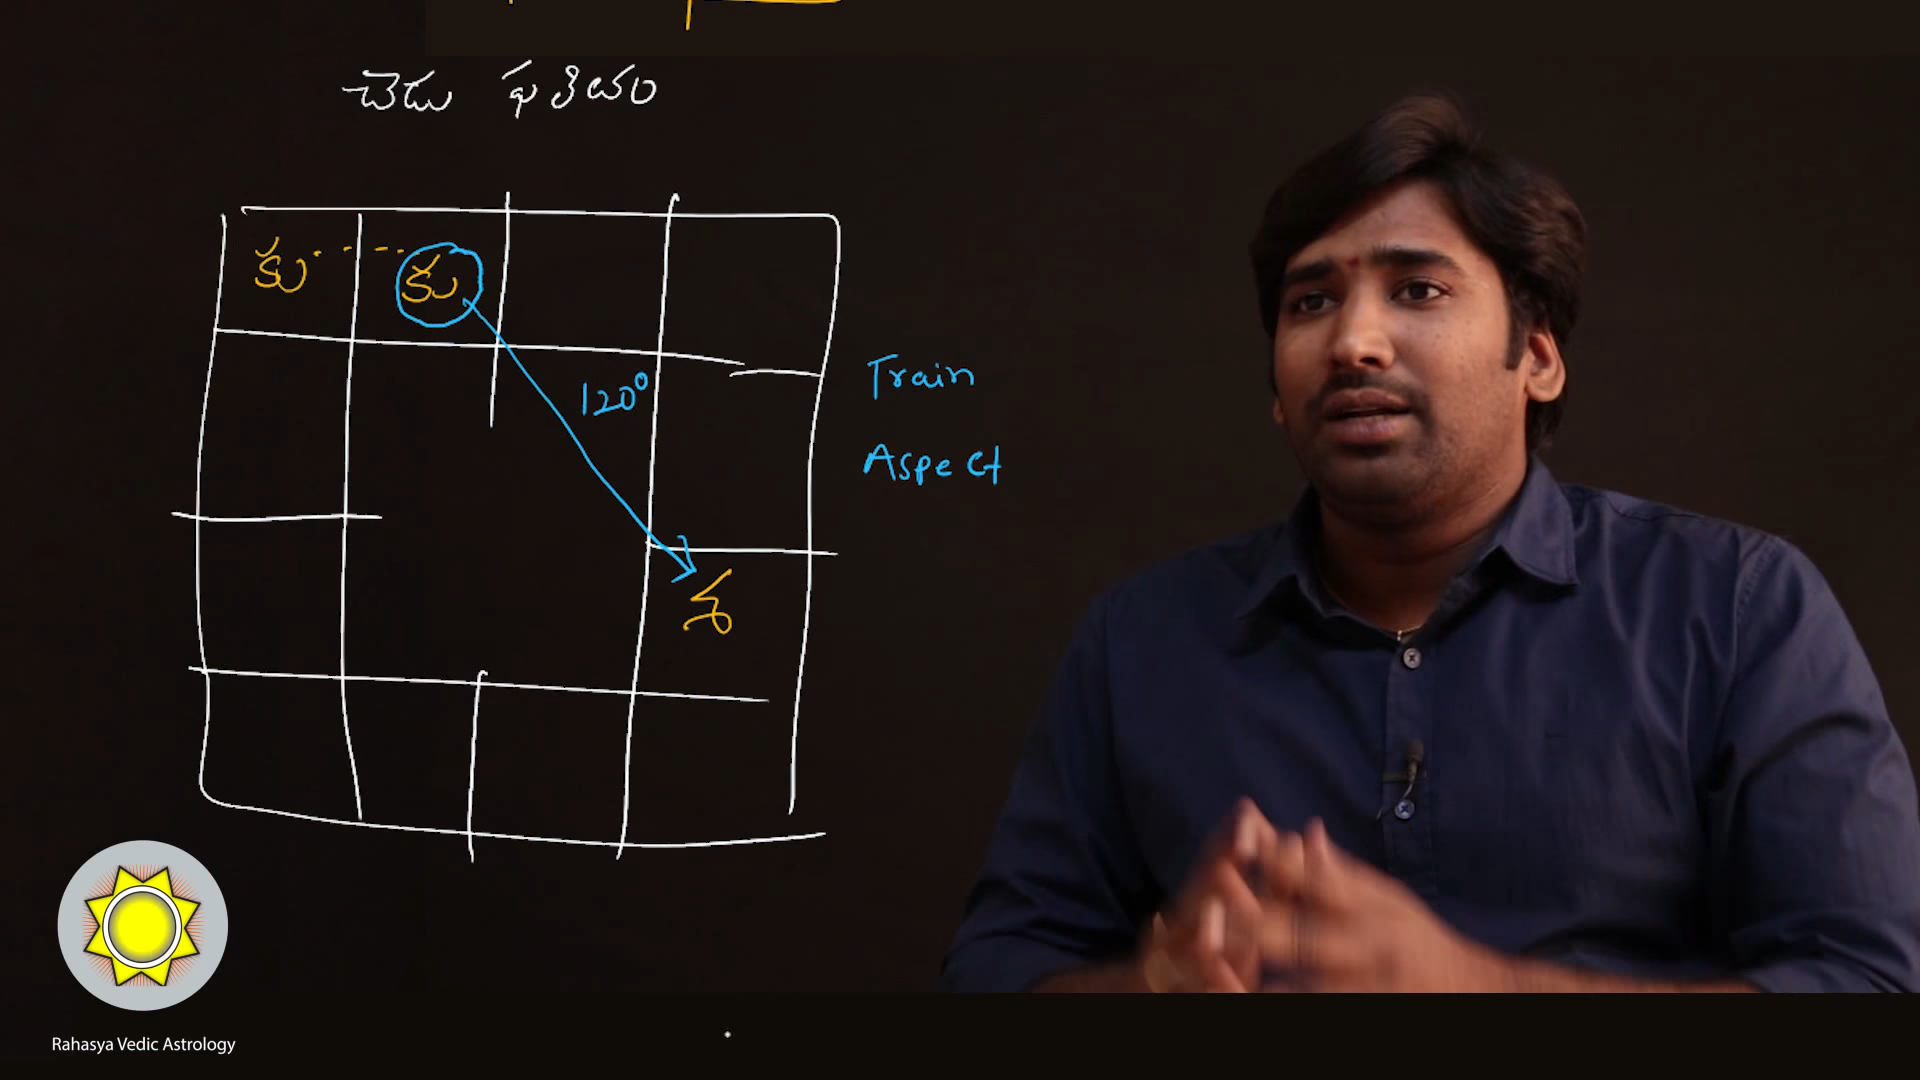 చెడు ఫలితం
కు కు
120°
Train
Aspect
శ
Rahasya Vedic Astrology